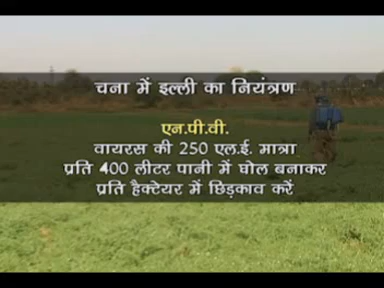 चना में इल्ली का नियंत्रण
एन.पी.वी.
वायरस की 250 एल.ई. मात्रा
प्रति 400 लीटर पानी में घोल बनाकर
प्रति हैक्टेयर में छिड़काव करें